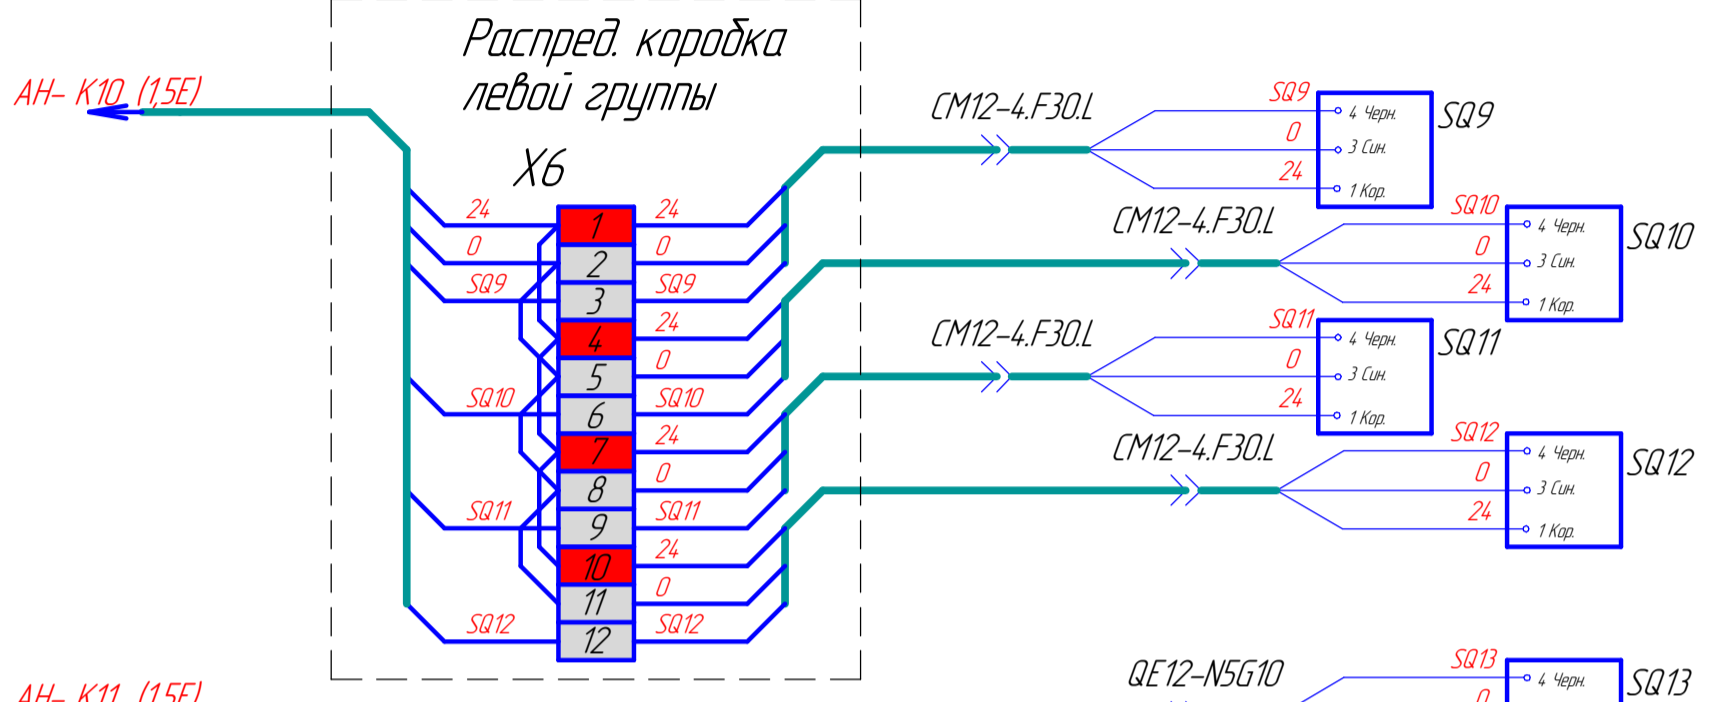 Распред. коробка
левой группы
АН- К10 (1,5Е)
X6
24
0
SQ9
SQ10
SQ11
SQ12
1
2
3
4
5
6
7
8
9
10
11
12
24
0
SQ9
24
0
SQ10
24
0
SQ11
24
0
SQ12
CM12-4.F30.L
SQ9
0
24
4 Черн.
3 Син.
1 Кор.
SQ9
CM12-4.F30.L
SQ10
0
24
4 Черн.
3 Син.
1 Кор.
SQ10
CM12-4.F30.L
SQ11
0
24
4 Черн.
3 Син.
1 Кор.
SQ11
CM12-4.F30.L
SQ12
0
24
4 Черн.
3 Син.
1 Кор.
SQ12
АН- К11 (1,5Е)
QE12-N5G10
SQ13
0
4 Черн.
SQ13